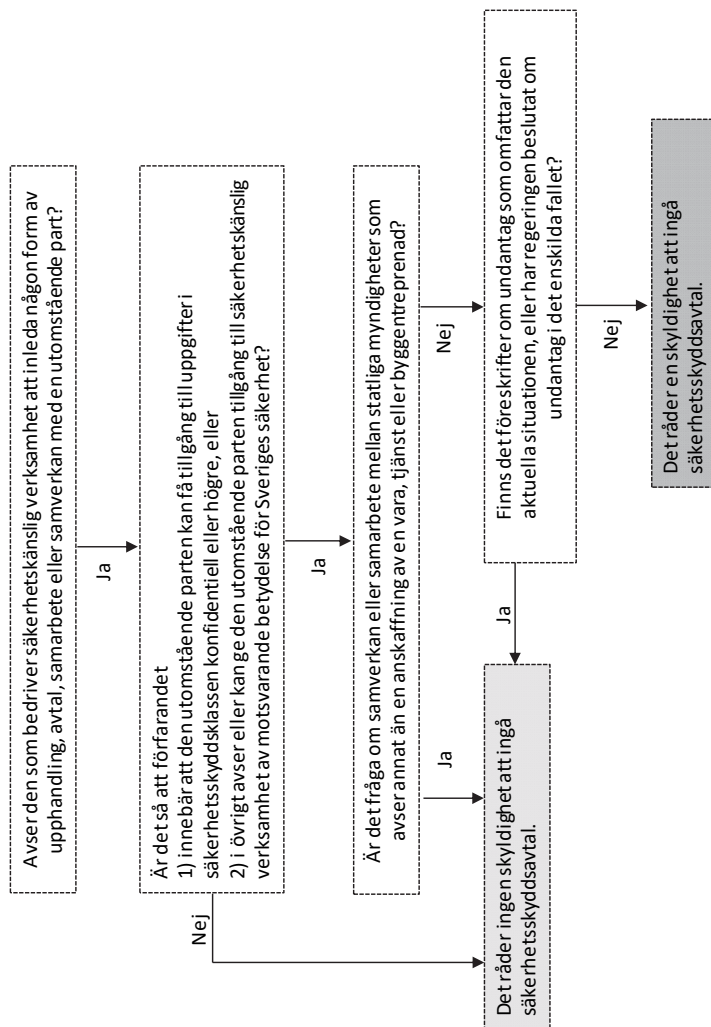 Avser den som bedriver säkerhetskänslig verksamhet att inleda någon form av
upphandling, avtal, samarbete eller samverkan med en utomstående part?
Ja
Är det så att förfarandet
1) innebär att den utomstående parten kan få tillgång till uppgifter i
säkerhetsskyddsklassen konfidentiell eller högre, eller
2) i övrigt avser eller kan ge den utomstående parten tillgång till säkerhetskänslig
verksamhet av motsvarande betydelse för Sveriges säkerhet?
Nej
Ja
Är det fråga om samverkan eller samarbete mellan statliga myndigheter som
avser annat än en anskaffning av en vara, tjänst eller byggentreprenad?
Ja
Nej
Det råder ingen skyldighet att ingå
säkerhetsskyddsavtal.
Ja
Finns det föreskrifter om undantag som omfattar den
aktuella situationen, eller har regeringen beslutat om
undantag i det enskilda fallet?
Nej
Det råder en skyldighet att ingå
säkerhetsskyddsavtal.